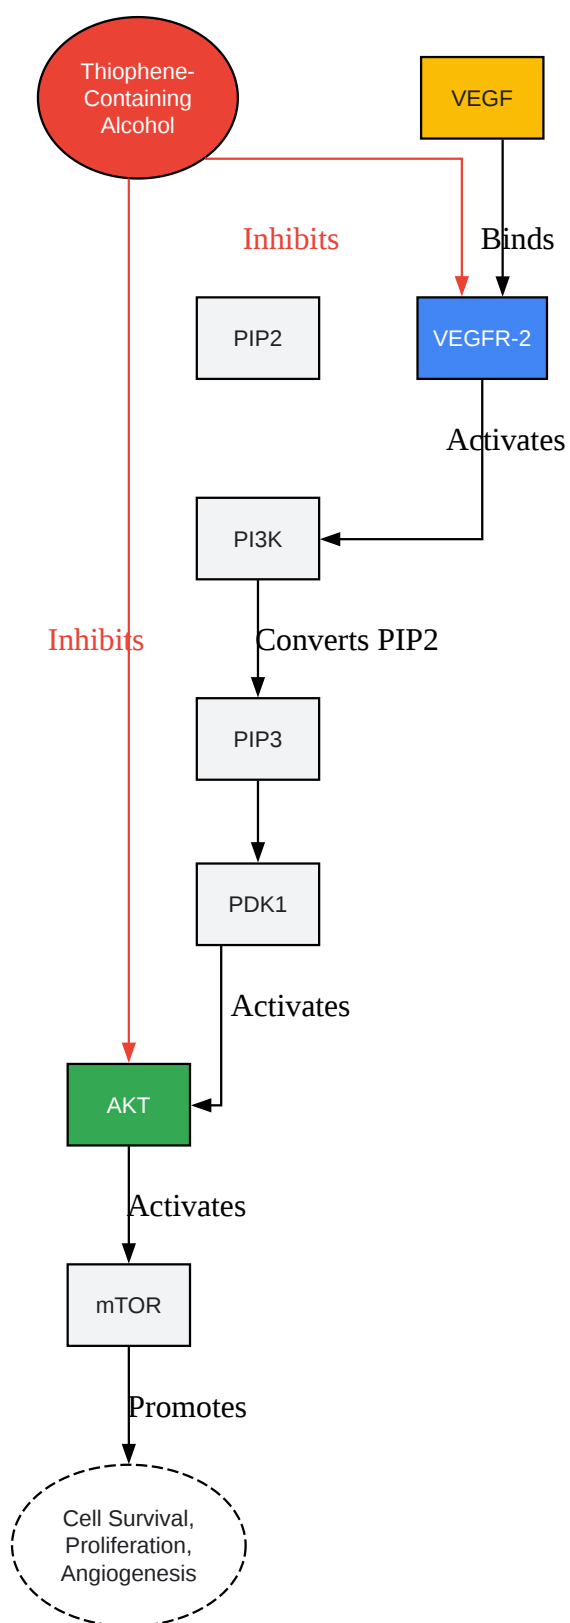 Thiophene-
Containing
Alcohol
VEGF
Inhibits
Binds
PIP2
VEGFR-2
Activates
PI3K
Inhibits
Converts PIP2
PIP3
PDK1
Activates
AKT
Activates
mTOR
Promotes
Cell Survival,
Proliferation,
Angiogenesis